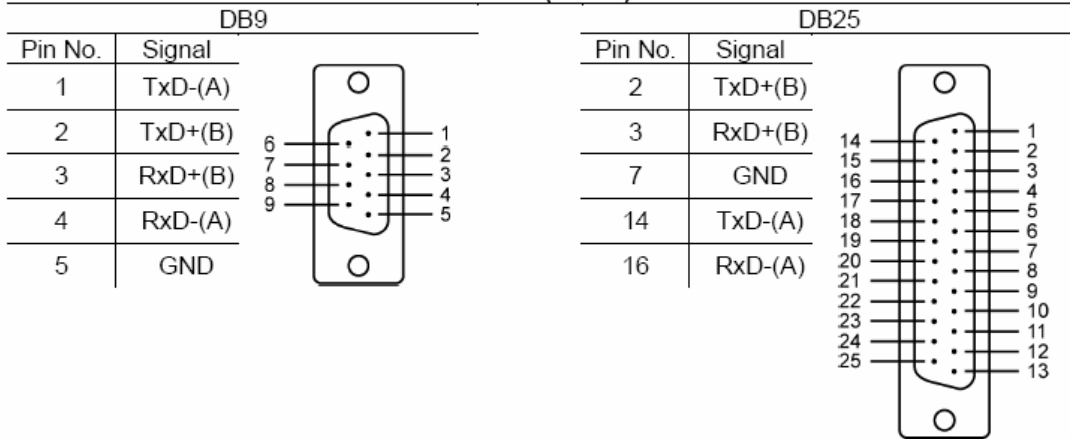 DB9
Pin No. Signal
1 TxD-(A)
2 TxD+(B)
3 RxD+(B)
4 RxD-(A)
5 GND
6
7
8
9
1
2
3
4
5
DB25
Pin No. Signal
2 TxD+(B)
3 RxD+(B)
7 GND
14 TxD-(A)
16 RxD-(A)
14
15
16
17
18
19
20
21
22
23
24
25
1
2
3
4
5
6
7
8
9
10
11
12
13